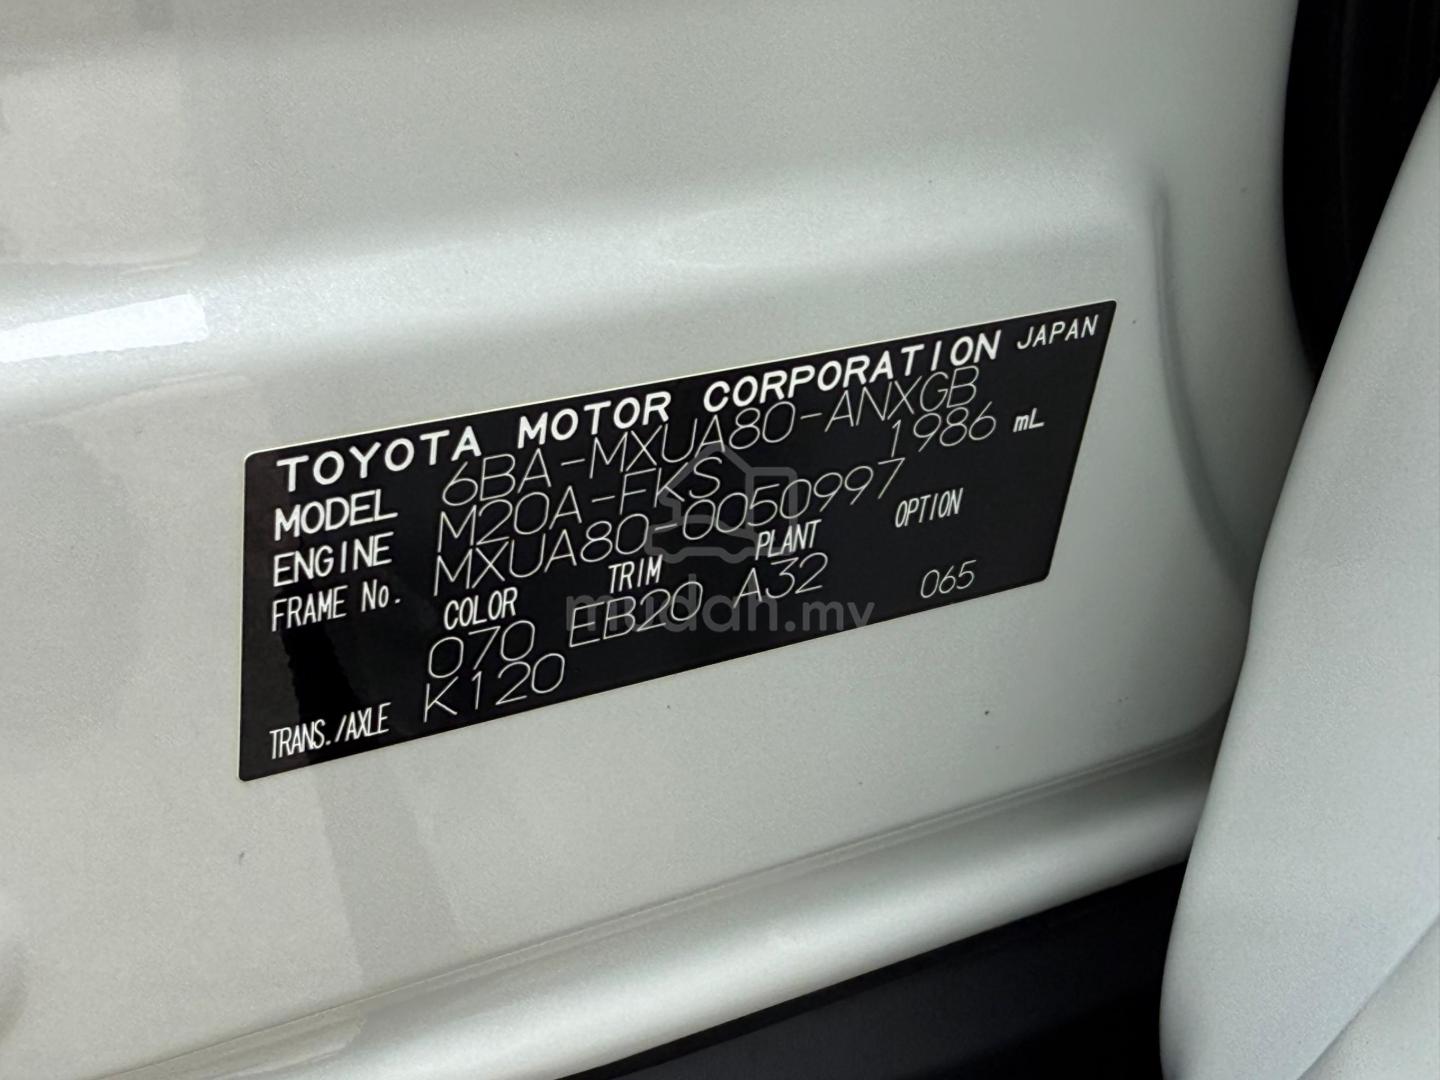 TOYOTA MOTOR CORPORATION JAPAN
MODEL 6BA-MXUA80-ANXGB
ENGINE M20A-FKS 1986 mL
FRAME No. MXUA80-0050997
COLOR TRIM PLANT OPTION
070 EB20 A32 065
TRANS./AXLE K120
mudah.my